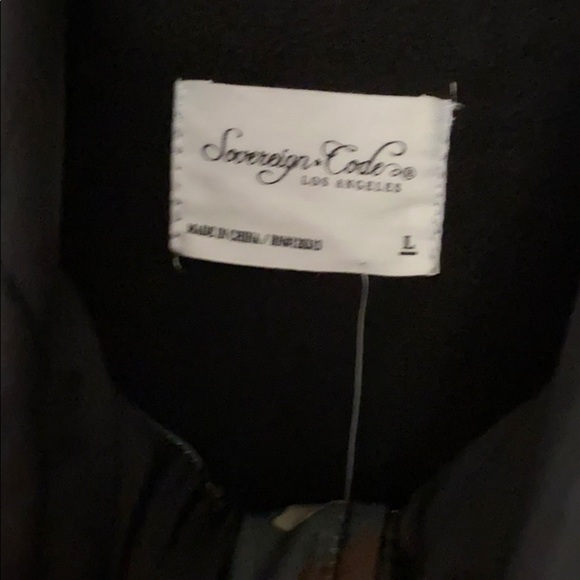 Sovereign • Code ®
LOS ANGELES
MADE IN CHINA /
L